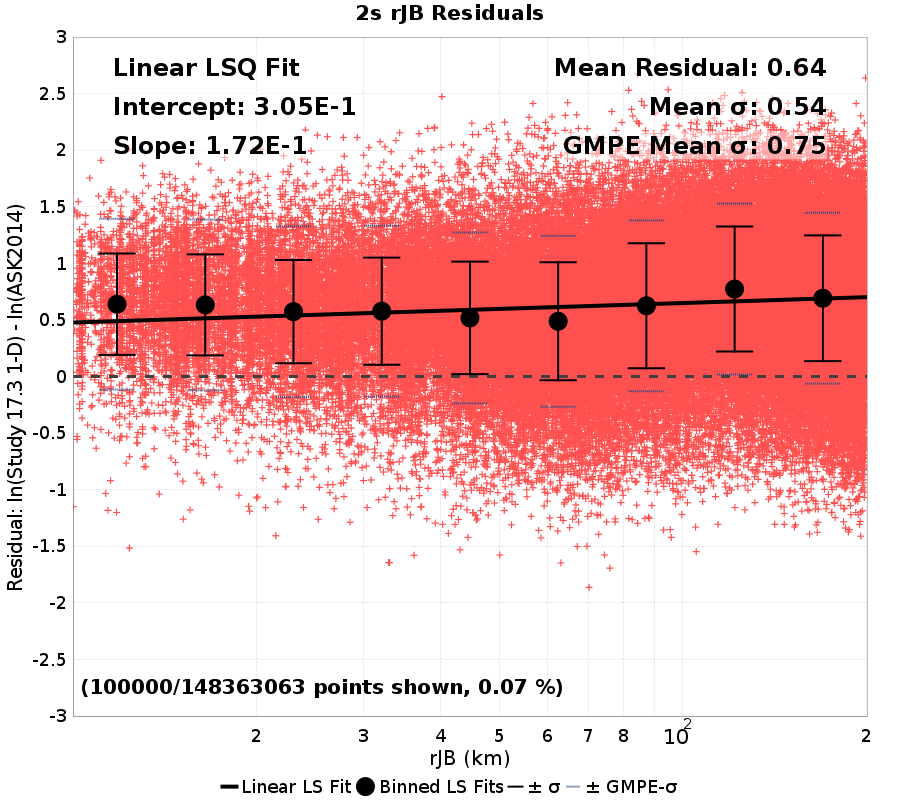 2s rJB Residuals
Linear LSQ Fit
Mean Residual: 0.64
Intercept: 3.05E-1
Mean σ: 0.54
Slope: 1.72E-1
GMPE Mean σ: 0.75
Residual: ln(Study 17.3 1-D) - ln(ASK2014)
3
2.5
2
1.5
1
0.5
0
-0.5
-1
-1.5
-2
-2.5
-3
(100000/148363063 points shown, 0.07 %)
2 3 4 5 6 7 8 10² 2
rJB (km)
Linear LS Fit Binned LS Fits ± σ ± GMPE-σ